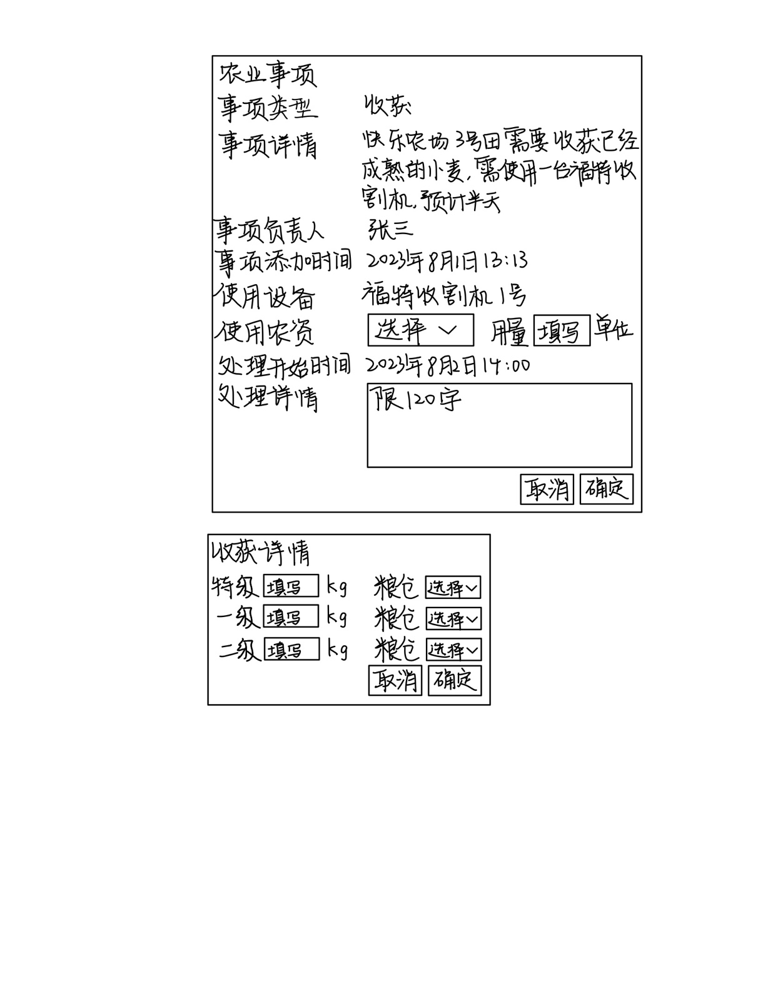 农业事项
事项类型 收获
事项详情 快乐农场3号田需要收获已经
成熟的小麦,需使用一台福特收
割机,预计半天
事项负责人 张三
事项添加时间 2023年8月1日13:13
使用设备 福特收割机1号
使用农资 选择 用量 填写 单位
处理开始时间 2023年8月2日14:00
处理详情 限120字
取消 确定
收获详情
特级 填写 kg 粮仓 选择
一级 填写 kg 粮仓 选择
二级 填写 kg 粮仓 选择
取消 确定